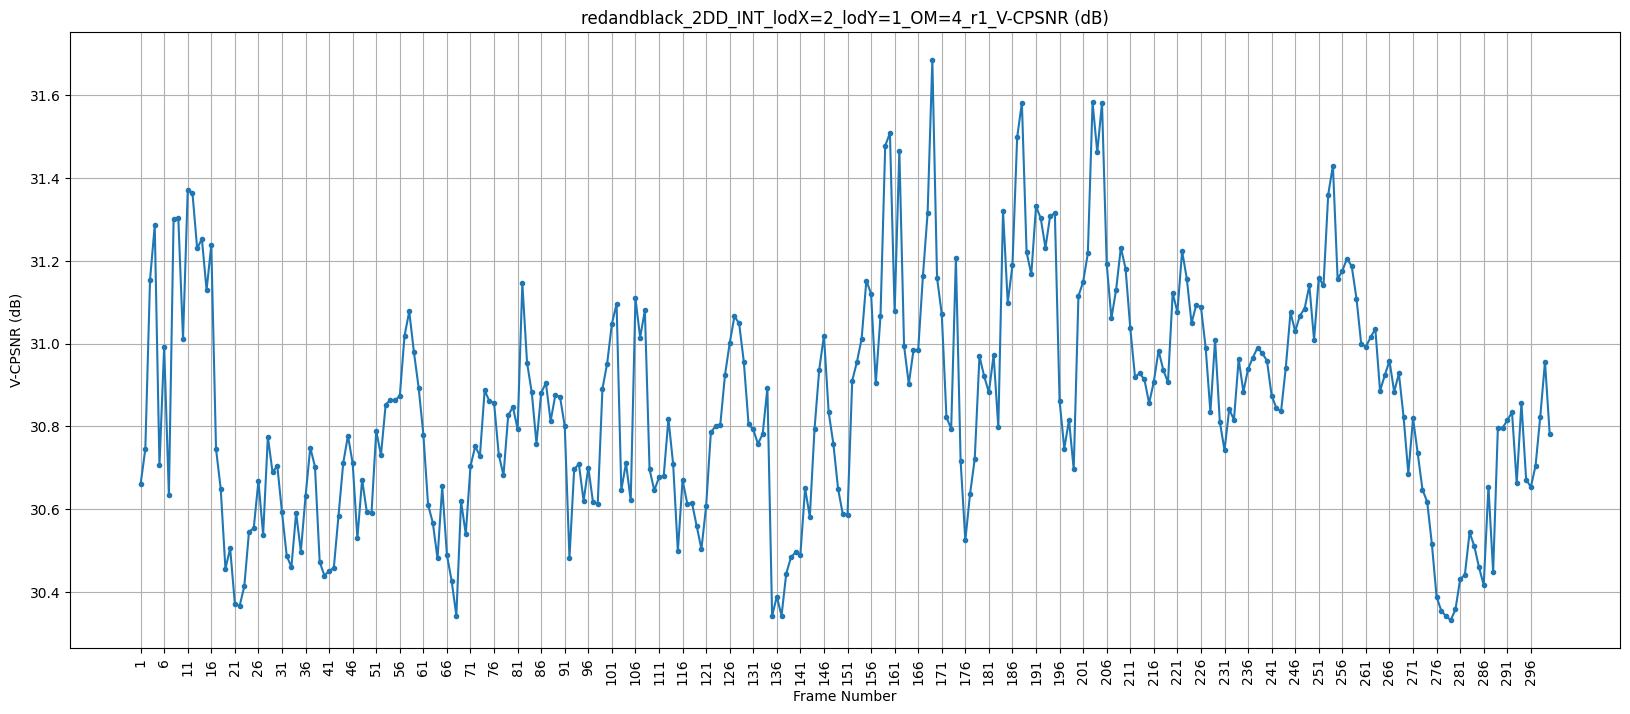 redandblack_2DD_INT_lodX=2_lodY=1_OM=4_r1_V-CPSNR (dB)
V-CPSNR (dB)
31.6
31.4
31.2
31.0
30.8
30.6
30.4
1 6 11 16 21 26 31 36 41 46 51 56 61 66 71 76 81 86 91 96 101 106 111 116 121 126 131 136 141 146 151 156 161 166 171 176 181 186 191 196 201 206 211 216 221 226 231 236 241 246 251 256 261 266 271 276 281 286 291 296
Frame Number